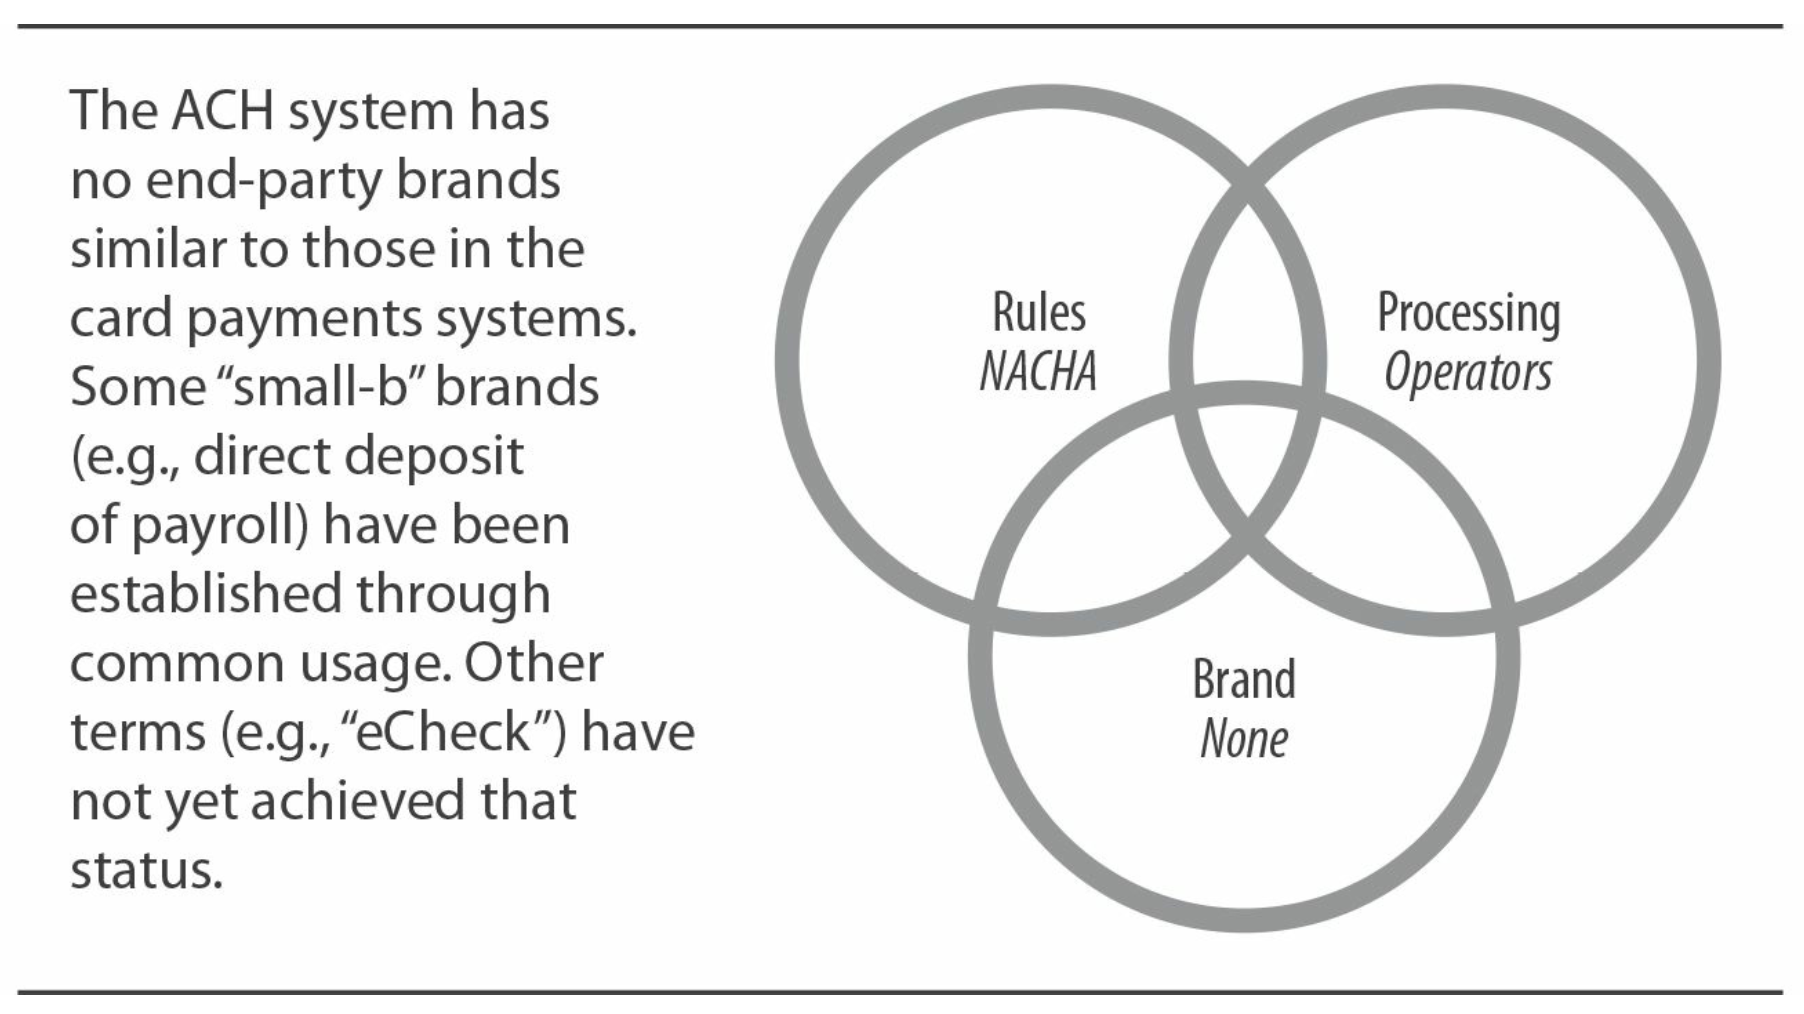 The ACH system has
no end-party brands
similar to those in the
card payments systems.
Some “small-b” brands
(e.g., direct deposit
of payroll) have been
established through
common usage. Other
terms (e.g., “eCheck”) have
not yet achieved that
status.
Rules
NACHA
Processing
Operators
Brand
None